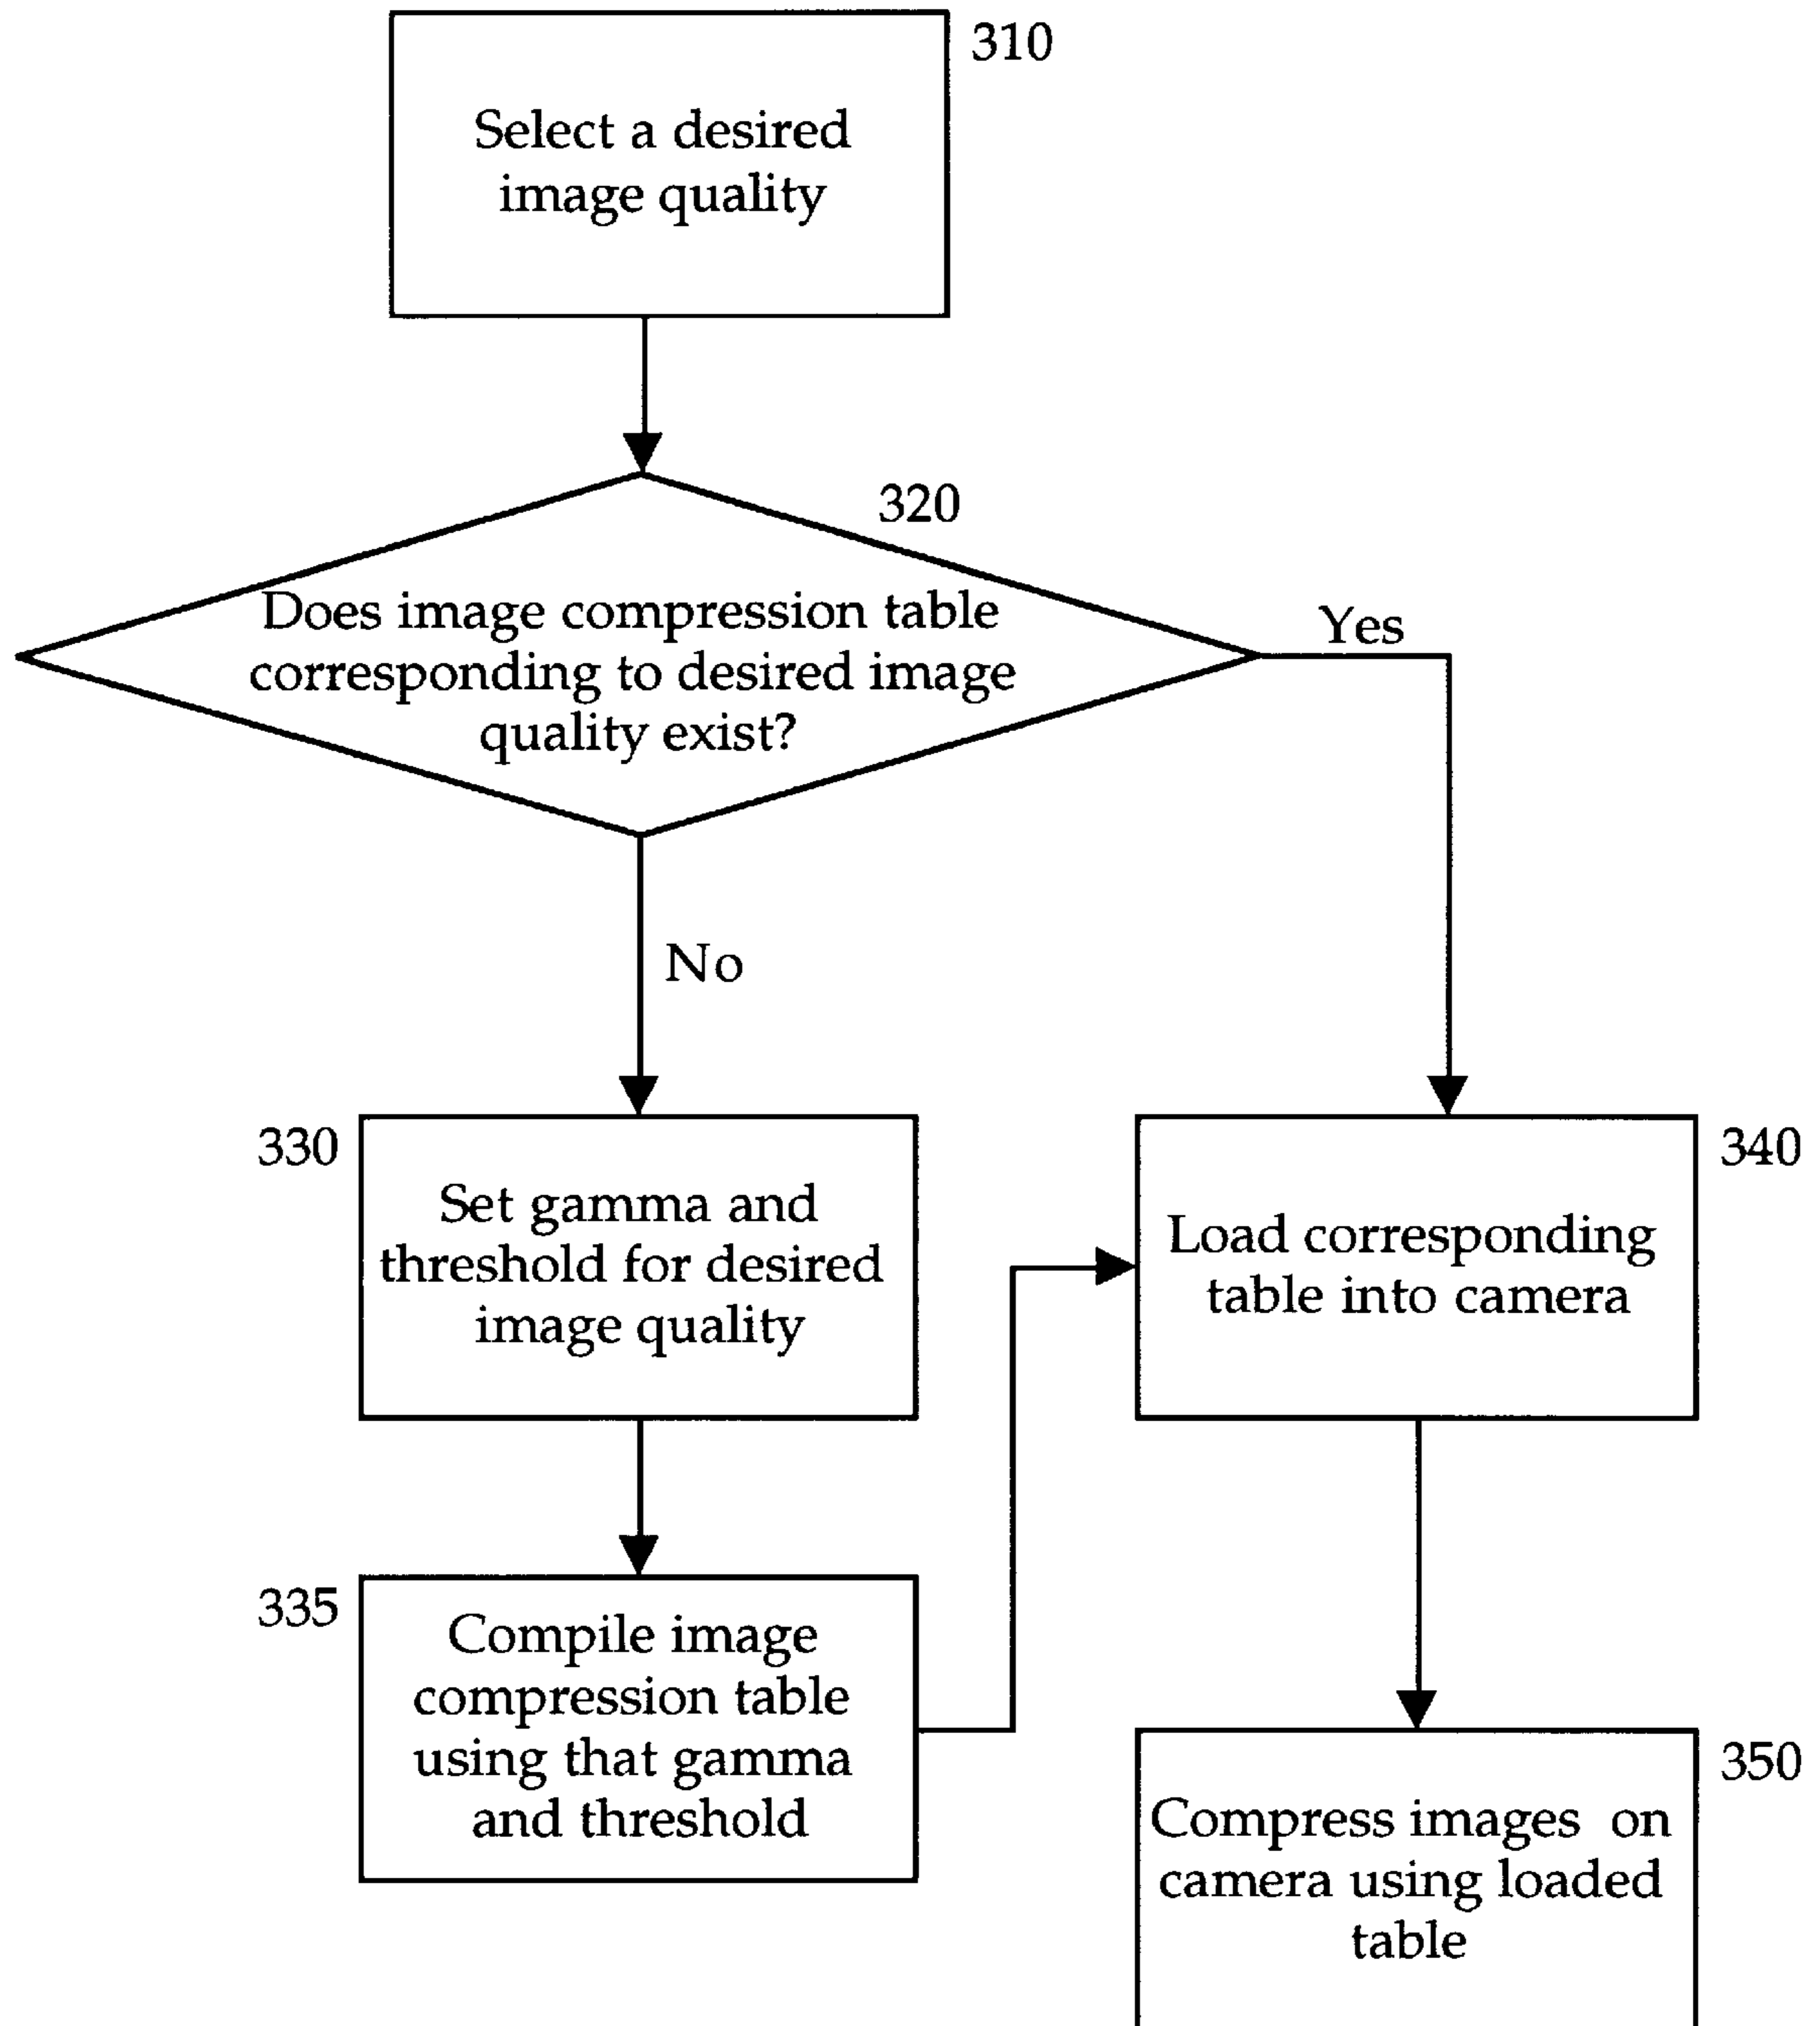 310
Select a desired
image quality
320
Does image compression table
corresponding to desired image
quality exist?
Yes
No
330
Set gamma and
threshold for desired
image quality
340
Load corresponding
table into camera
335
Compile image
compression table
using that gamma
and threshold
350
Compress images on
camera using loaded
table